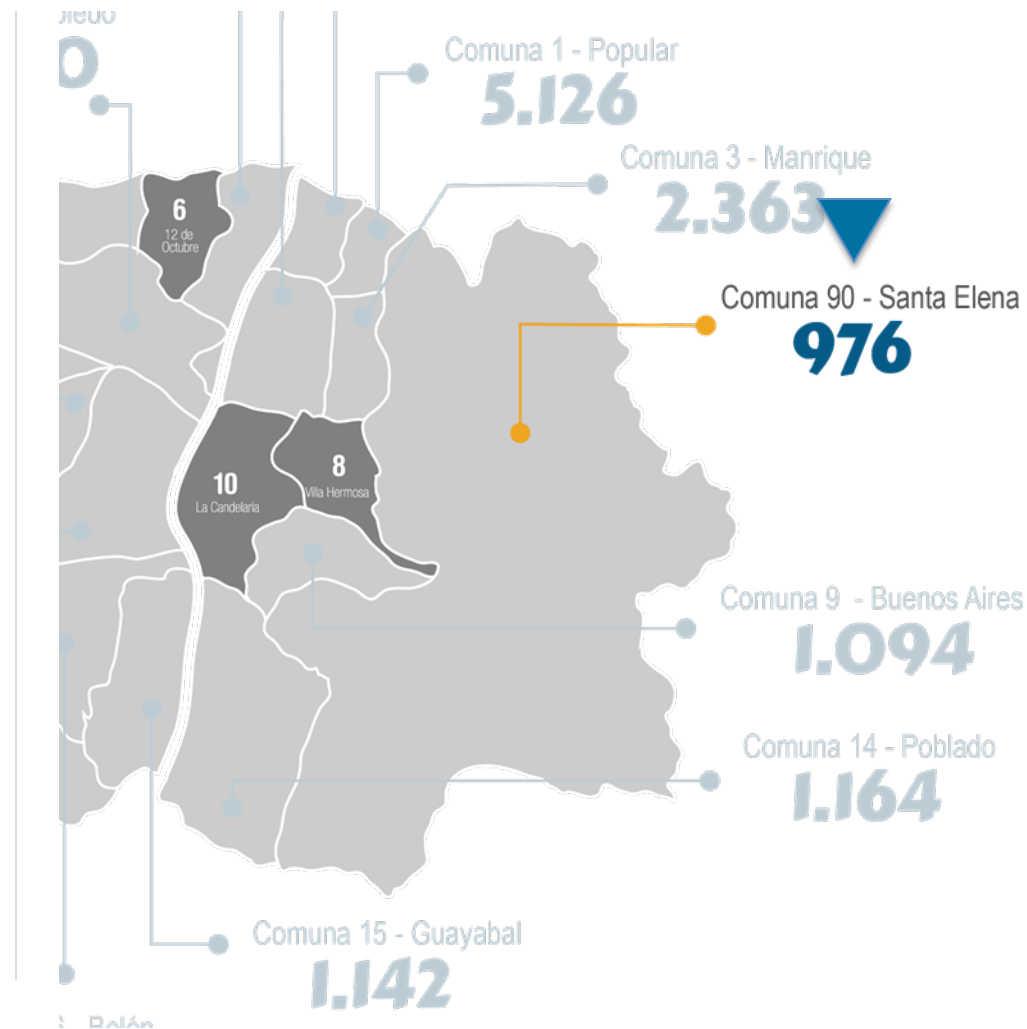 Comuna 1 - Popular
5.126
Comuna 3 - Manrique
2.363
6
12 de
Octubre
Comuna 90 - Santa Elena
976
10
La Candelaria
8
Villa Hermosa
Comuna 9 - Buenos Aires
1.094
Comuna 14 - Poblado
1.164
Comuna 15 - Guayabal
1.142